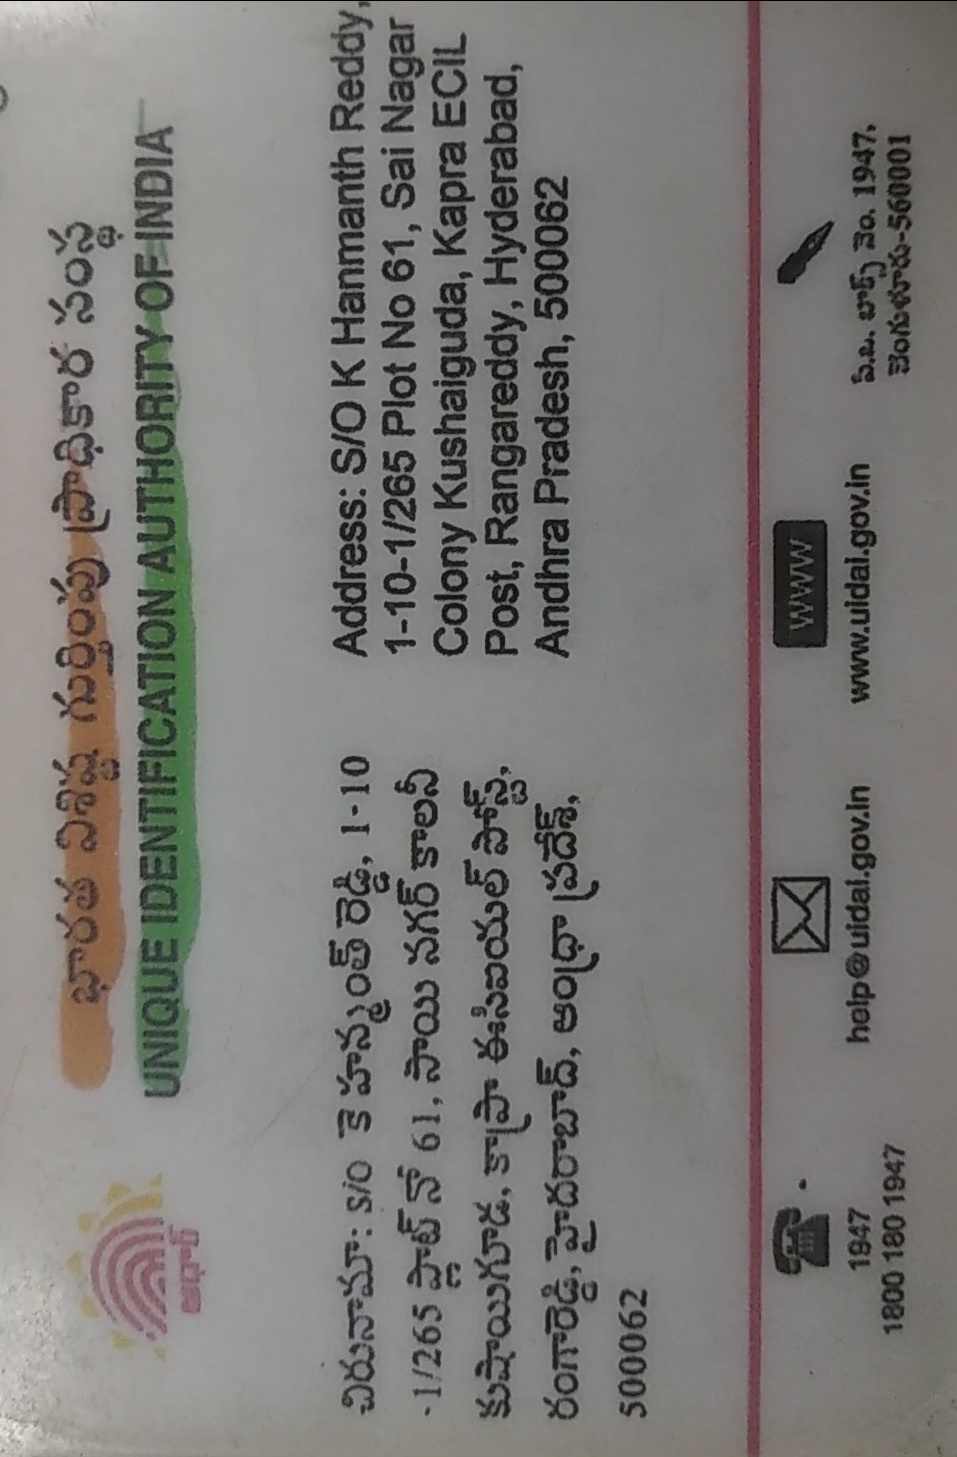 భారత విశిష్ట గుర్తింపు ప్రాధికార సంస్థ
UNIQUE IDENTIFICATION AUTHORITY OF INDIA
ఆధార్
చిరునామా: S/O కె హన్మంత్ రెడ్డి, 1-10
-1/265 ప్లాట్ నో 61, సాయి నగర్ కాలనీ
కుషాయిగూడ, కాప్రా ఈసిఐయల్ పోస్ట్,
రంగారెడ్డి, హైదరాబాద్, ఆంధ్రా ప్రదేశ్,
500062
Address: S/O K Hanmanth Reddy,
1-10-1/265 Plot No 61, Sai Nagar
Colony Kushaiguda, Kapra ECIL
Post, Rangareddy, Hyderabad,
Andhra Pradesh, 500062
1947
1800 180 1947
help@uidai.gov.in
www
www.uidai.gov.in
పి.బి. బాక్స్ నెం. 1947,
బెంగుళూరు-560001